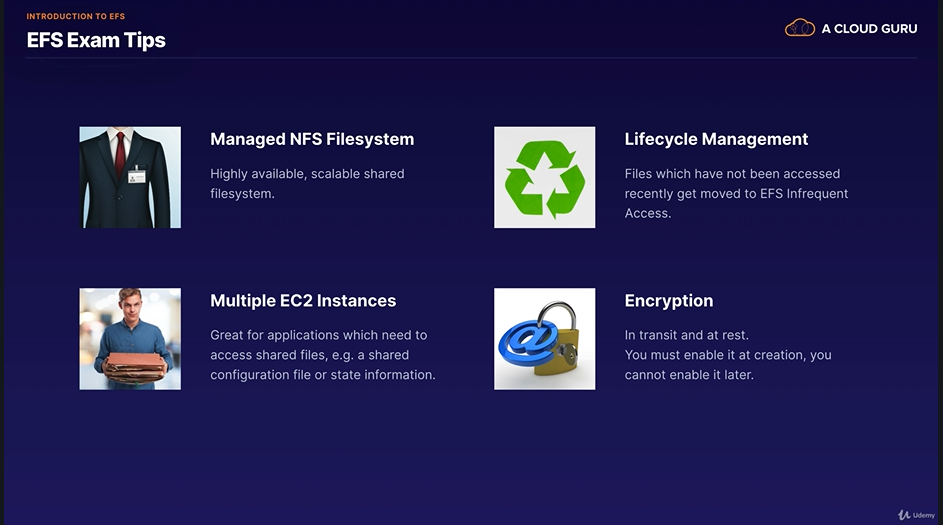 INTRODUCTION TO EFS
EFS Exam Tips
A CLOUD GURU
Managed NFS Filesystem
Highly available, scalable shared
filesystem.
Lifecycle Management
Files which have not been accessed
recently get moved to EFS Infrequent
Access.
Multiple EC2 Instances
Great for applications which need to
access shared files, e.g. a shared
configuration file or state information.
Encryption
In transit and at rest.
You must enable it at creation, you
cannot enable it later.
Udemy